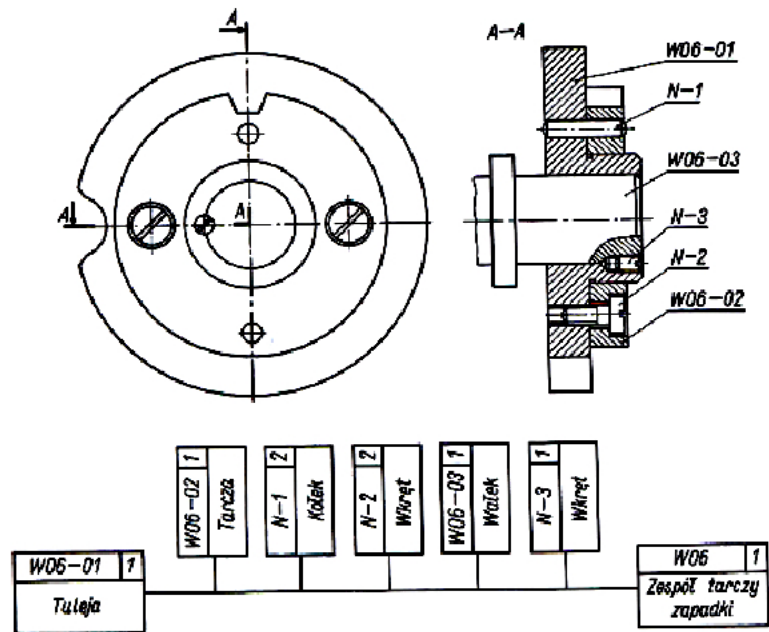 A
A-A
W06-01
N-1
W06-03
N-3
N-2
W06-02
A
A
W06-02 1
Tarcza
N-1 2
Kołek
N-2 2
Wkręt
W06-03 1
Wałek
N-3 1
Wkręt
W06-01 1
Tuleja
W06 1
Zespół tarczy
zapadki